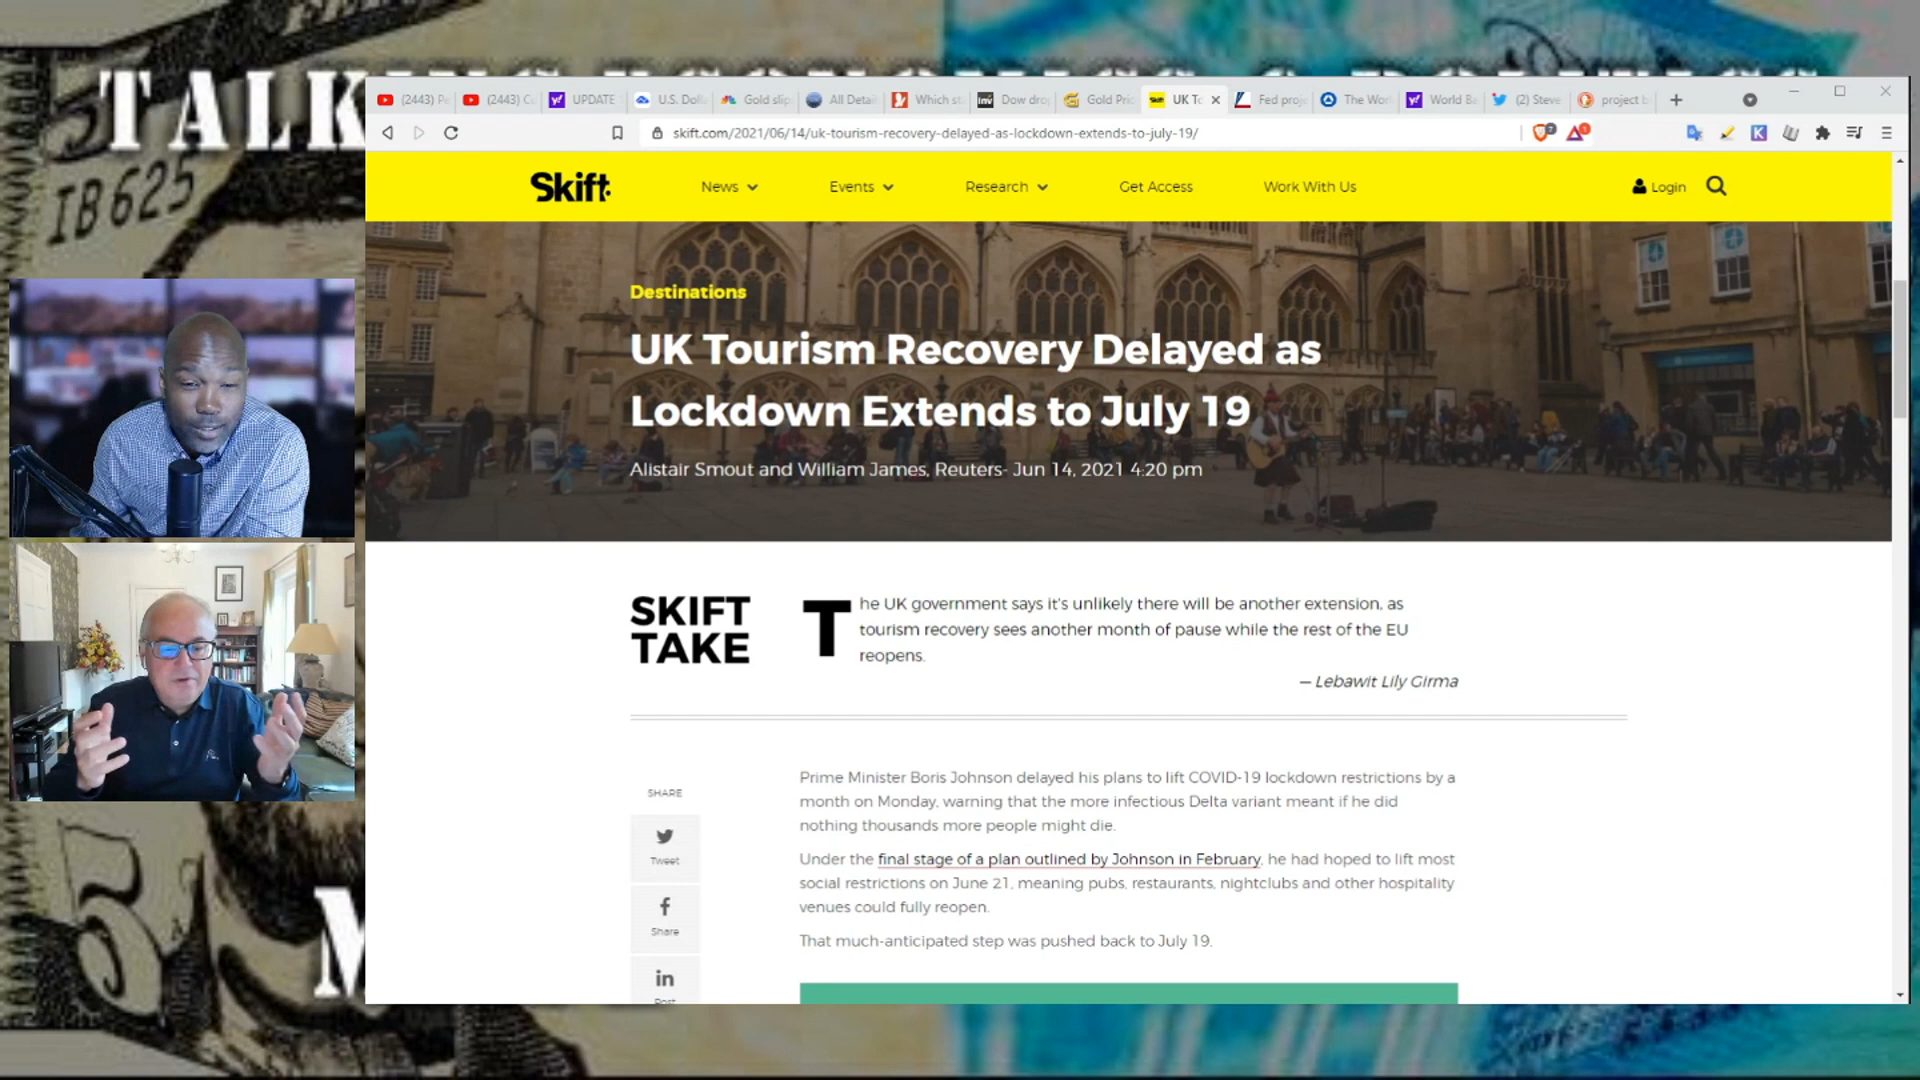 TALK
IB625
(2443)
(2443)
UPDATE
U.S. Dolla
Gold slip
All Detai
Which st
Dow dro
Gold Pric
UK To
Fed proje
The Wor
World Ba
(2) Steve
project b
skift.com/2021/06/14/uk-tourism-recovery-delayed-as-lockdown-extends-to-july-19/
Skift
News
Events
Research
Get Access
Work With Us
Login
Destinations
UK Tourism Recovery Delayed as
Lockdown Extends to July 19
Alistair Smout and William James, Reuters- Jun 14, 2021 4:20 pm
SKIFT
TAKE
The UK government says it's unlikely there will be another extension, as
tourism recovery sees another month of pause while the rest of the EU
reopens.
— Lebawit Lily Girma
SHARE
Tweet
Share
Post
Prime Minister Boris Johnson delayed his plans to lift COVID-19 lockdown restrictions by a
month on Monday, warning that the more infectious Delta variant meant if he did
nothing thousands more people might die.
Under the final stage of a plan outlined by Johnson in February, he had hoped to lift most
social restrictions on June 21, meaning pubs, restaurants, nightclubs and other hospitality
venues could fully reopen.
That much-anticipated step was pushed back to July 19.